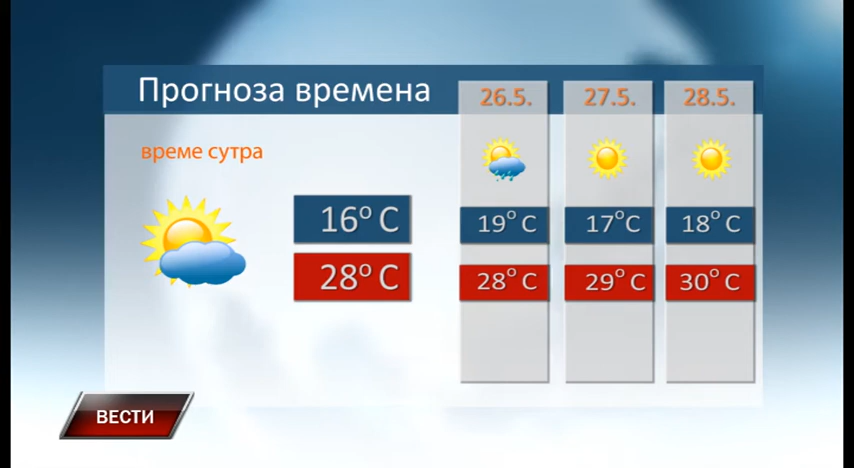 Прогноза времена
време сутра
16° C
28° C
26.5. 27.5. 28.5.
19° C 17°C 18° C
28° C 29° C 30° C
ВЕСТИ